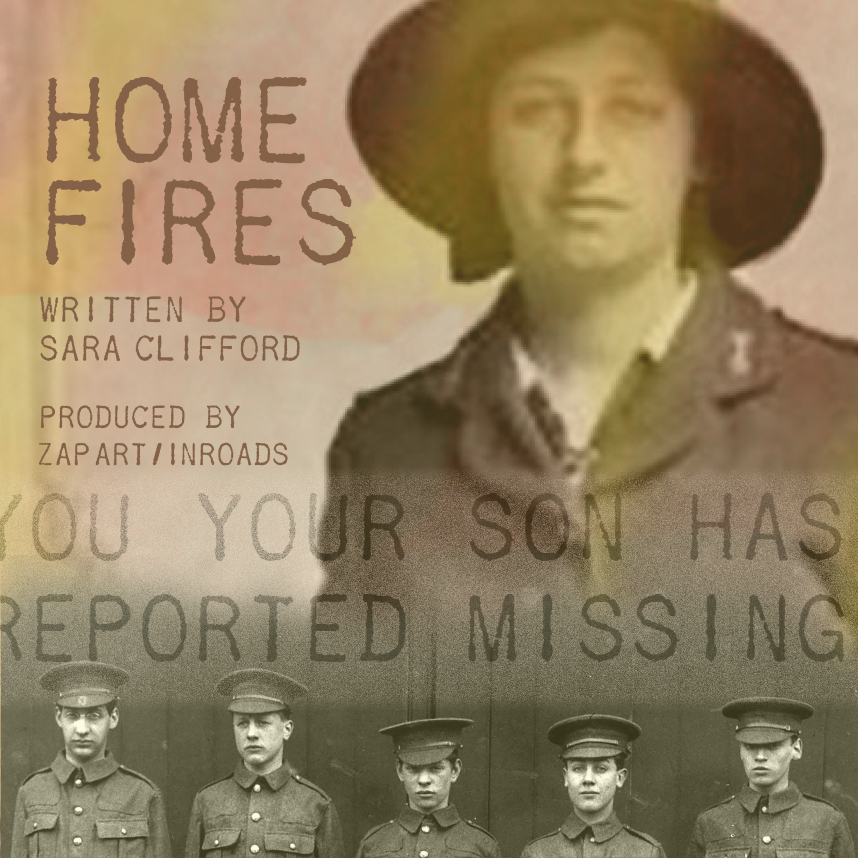 HOME
FIRES
WRITTEN BY
SARA CLIFFORD
PRODUCED BY
ZAPART/INROADS
YOU YOUR SON HAS
REPORTED MISSING